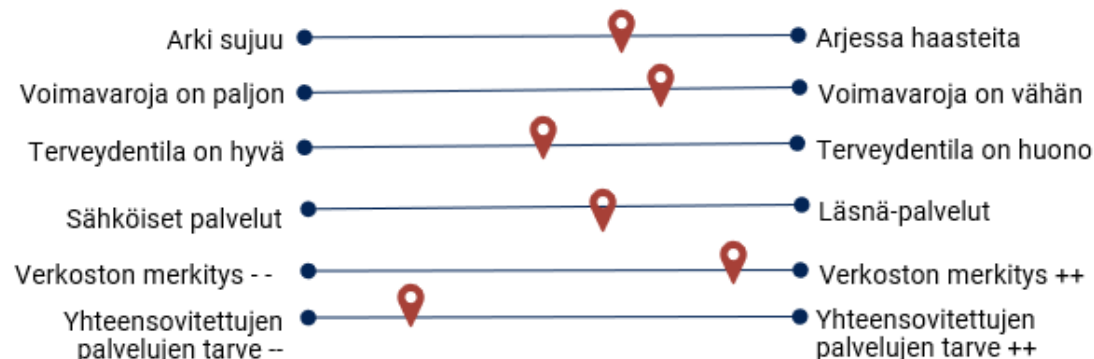 Arki sujuu
Arjessa haasteita
Voimavaroja on paljon
Voimavaroja on vähän
Terveydentila on hyvä
Terveydentila on huono
Sähköiset palvelut
Läsnä-palvelut
Verkoston merkitys - -
Verkoston merkitys ++
Yhteensovitettujen
palvelujen tarve --
Yhteensovitettujen
palvelujen tarve ++